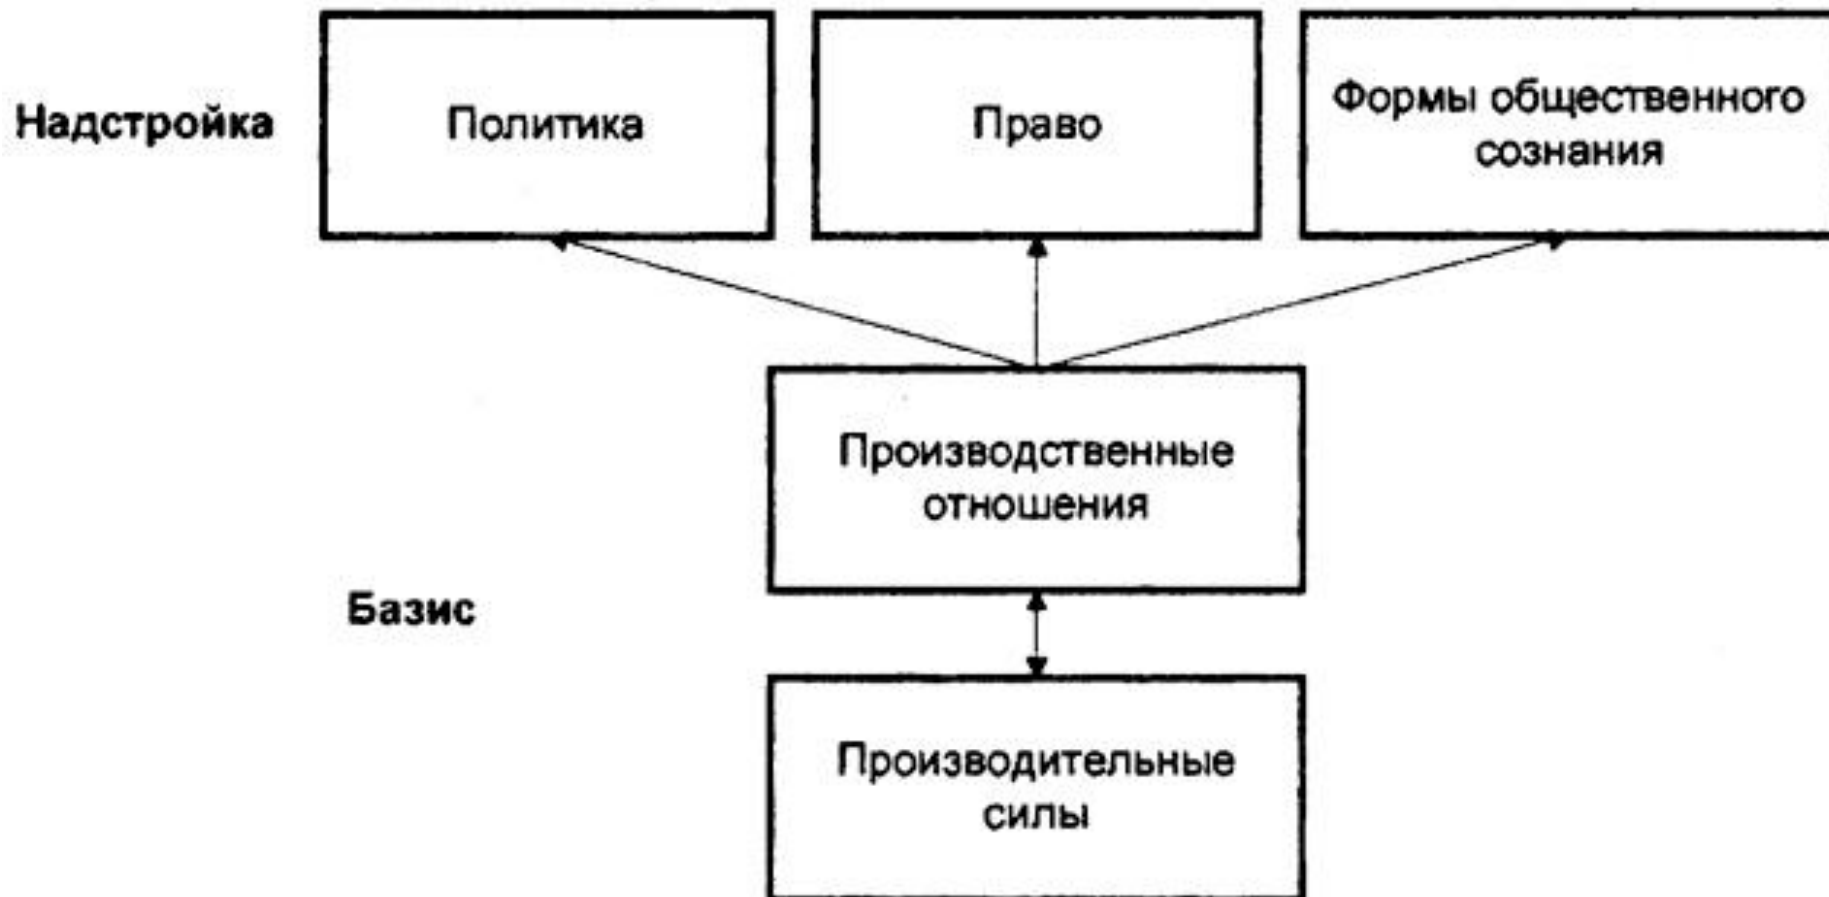 Надстройка
Политика
Право
Формы общественного
сознания
Производственные
отношения
Базис
Производительные
силы